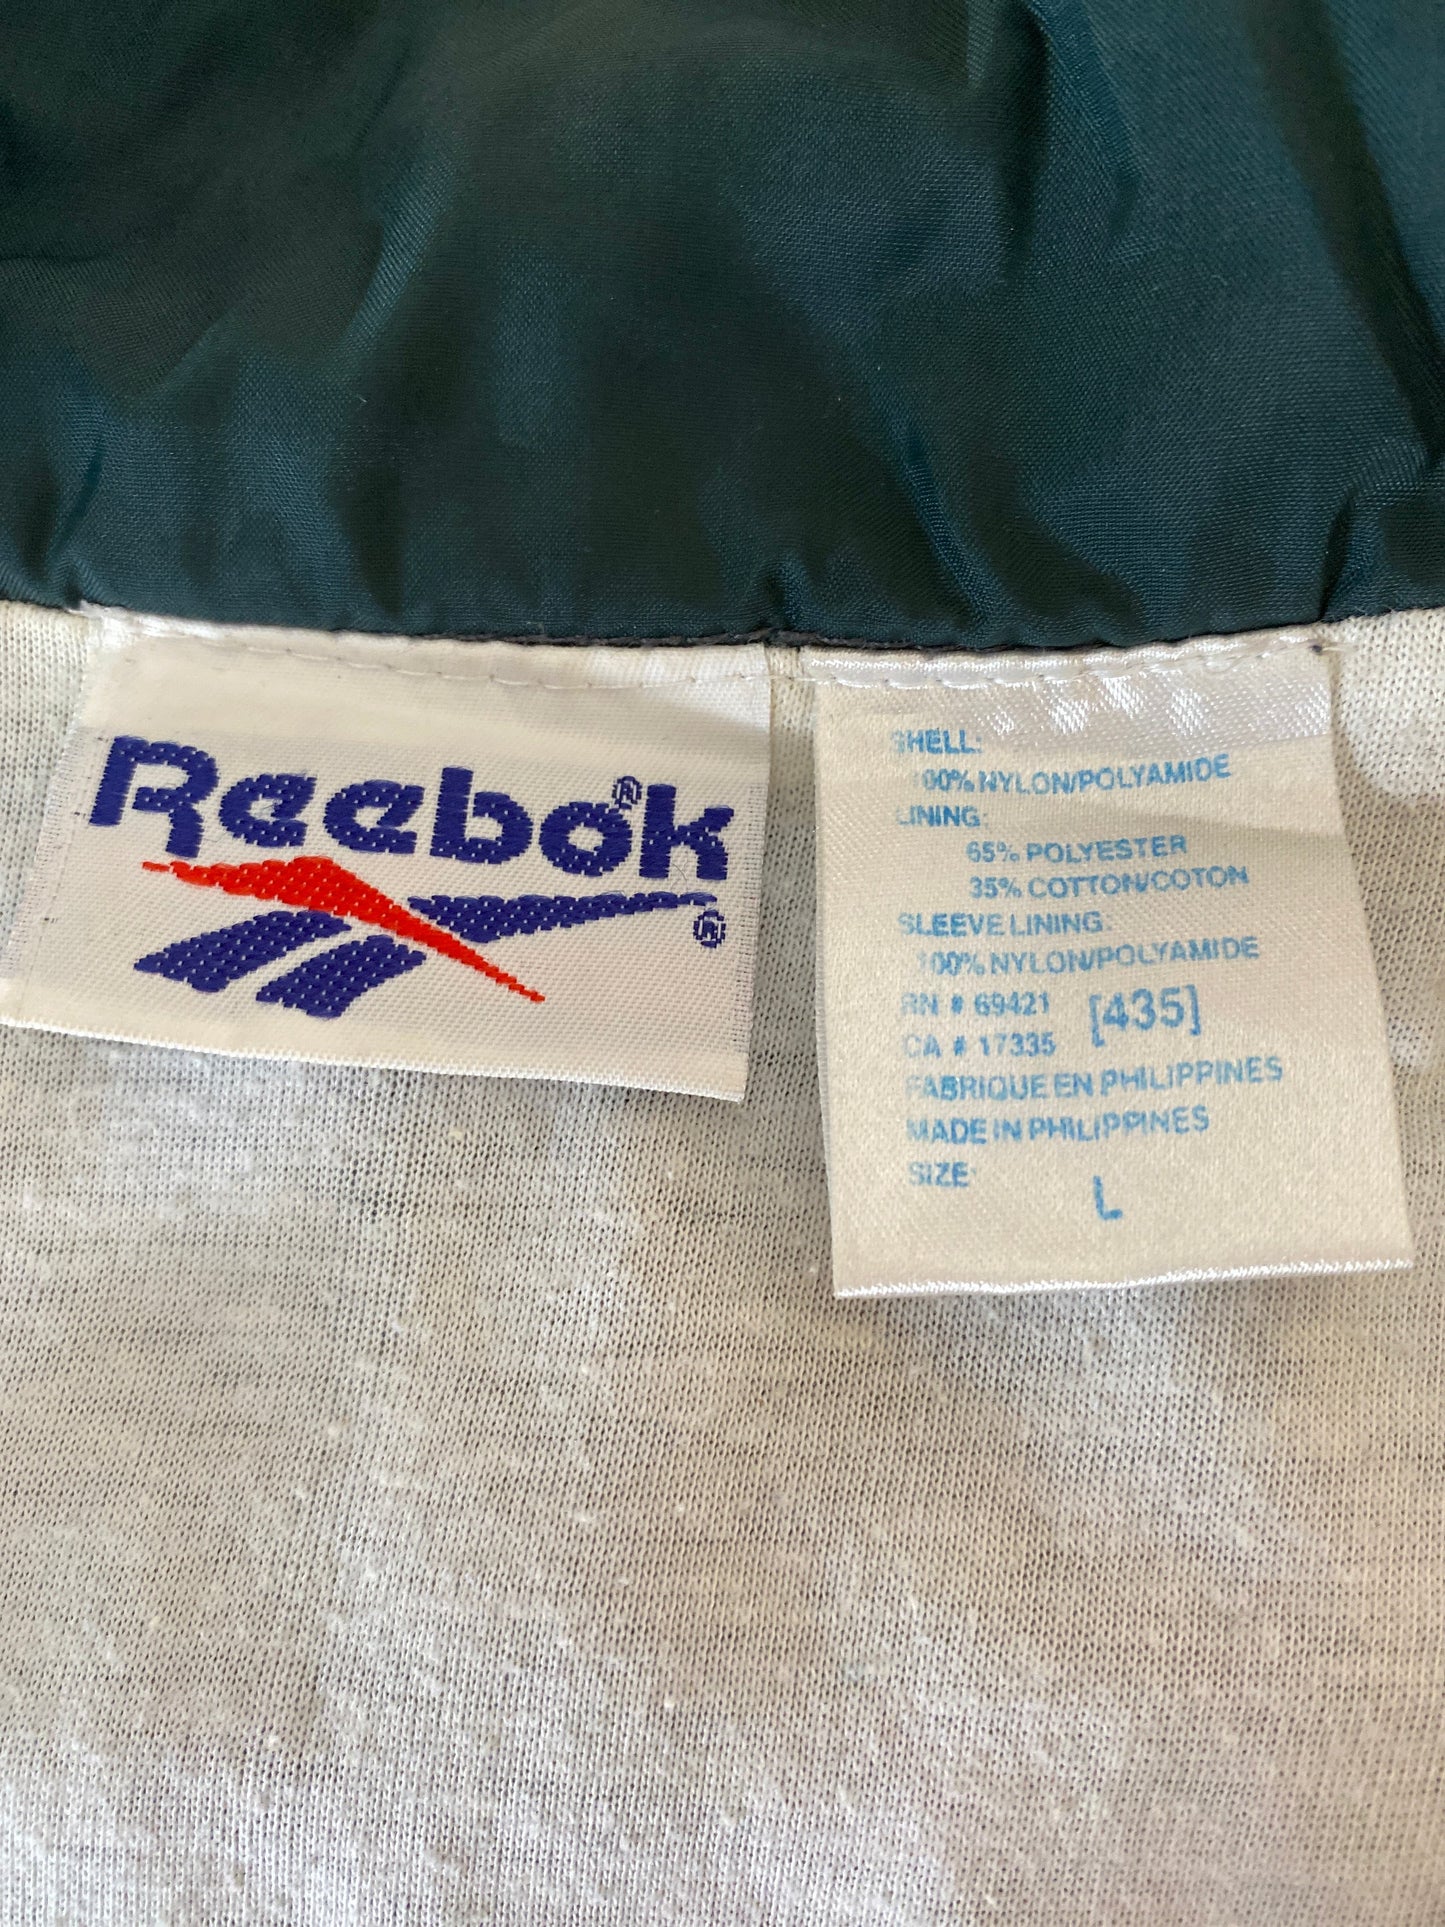 Reebok®
®
SHELL:
100% NYLON/POLYAMIDE
LINING:
65% POLYESTER
35% COTTON/COTON
SLEEVE LINING:
100% NYLON/POLYAMIDE
RN # 69421 [435]
CA # 17335
FABRIQUE EN PHILIPPINES
MADE IN PHILIPPINES
SIZE:
L